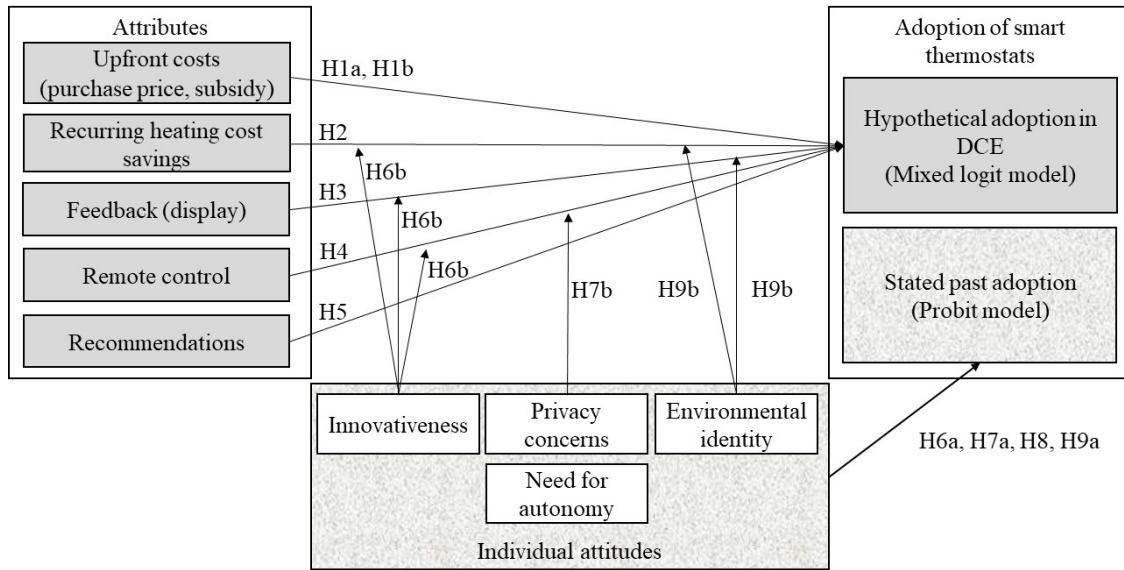 Attributes
Upfront costs
(purchase price, subsidy)
Recurring heating cost
savings
Feedback (display)
Remote control
Recommendations
H1a, H1b
H2
H6b
H3
H6b
H4
H6b
H5
H7b
H9b
H9b
Adoption of smart
thermostats
Hypothetical adoption in
DCE
(Mixed logit model)
Stated past adoption
(Probit model)
Innovativeness
Privacy
concerns
Environmental
identity
Need for
autonomy
Individual attitudes
H6a, H7a, H8, H9a